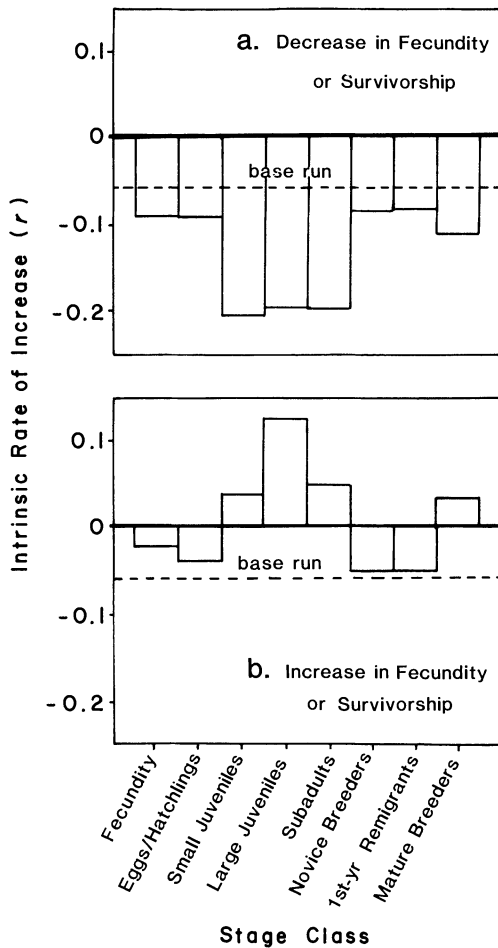 0.1
a. Decrease in Fecundity
or Survivorship
0
base run
-0.1
-0.2
Intrinsic Rate of Increase (r)
0.1
0
base run
-0.1
b. Increase in Fecundity
or Survivorship
-0.2
Fecundity
Eggs/Hatchlings
Small Juveniles
Large Juveniles
Subadults
Novice Breeders
1st-yr Remigrants
Mature Breeders
Stage Class